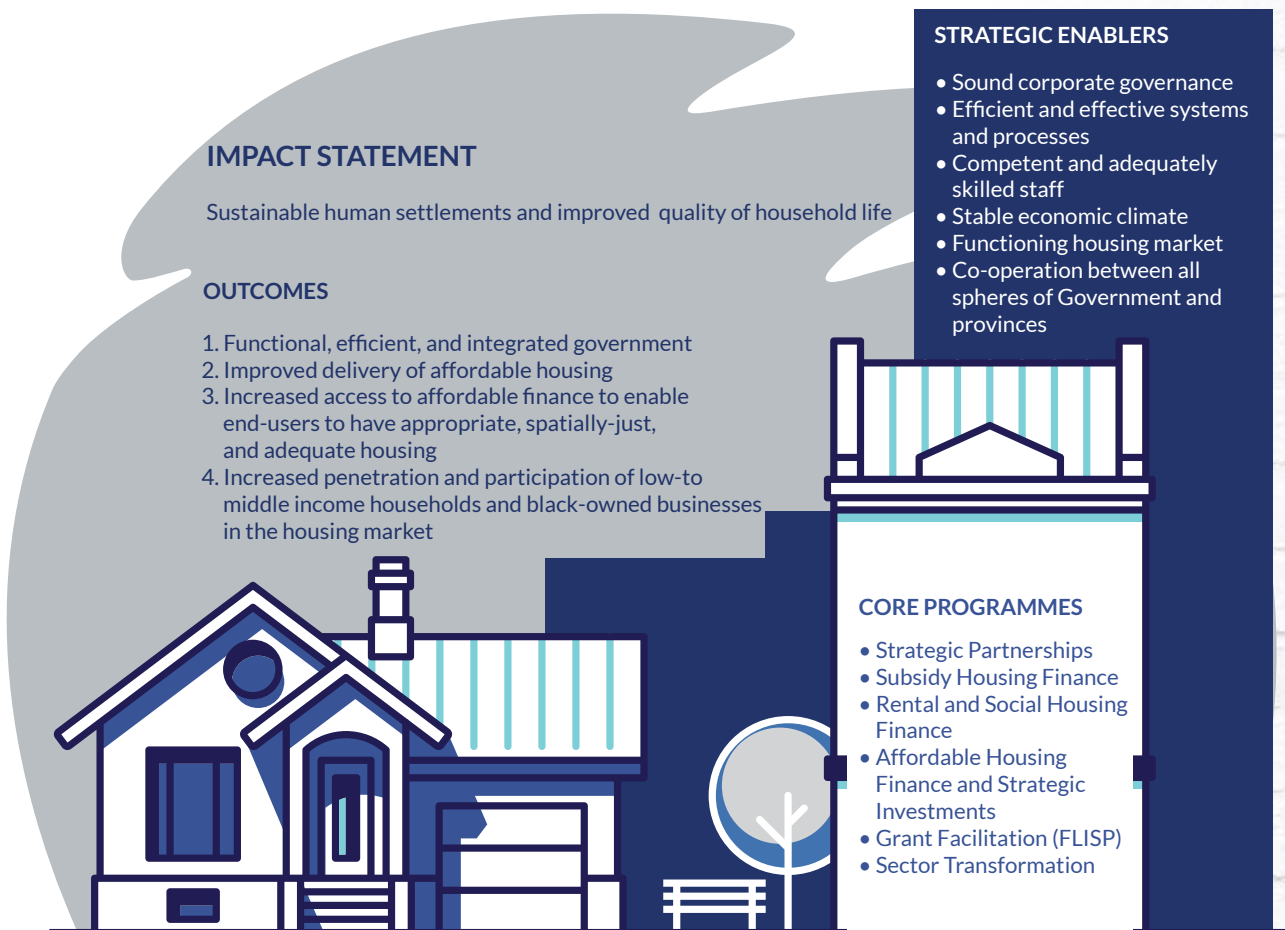 IMPACT STATEMENT
Sustainable human settlements and improved quality of household life
OUTCOMES
1. Functional, efficient, and integrated government
2. Improved delivery of affordable housing
3. Increased access to affordable finance to enable
end-users to have appropriate, spatially-just,
and adequate housing
4. Increased penetration and participation of low-to
middle income households and black-owned businesses
in the housing market
STRATEGIC ENABLERS
• Sound corporate governance
• Efficient and effective systems
and processes
• Competent and adequately
skilled staff
• Stable economic climate
• Functioning housing market
• Co-operation between all
spheres of Government and
provinces
CORE PROGRAMMES
• Strategic Partnerships
• Subsidy Housing Finance
• Rental and Social Housing
Finance
• Affordable Housing
Finance and Strategic
Investments
• Grant Facilitation (FLISP)
• Sector Transformation